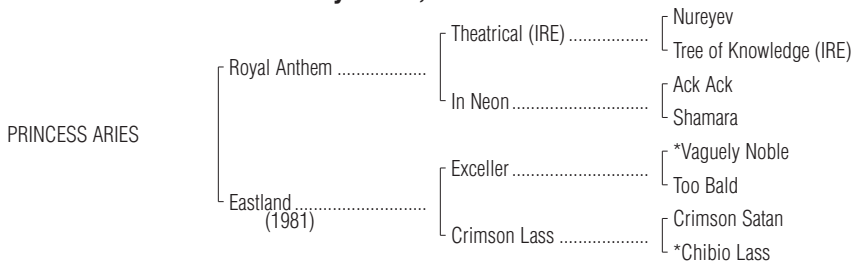 Nureyev
Theatrical (IRE) ....................
Tree of Knowledge (IRE)
Royal Anthem ....................
Ack Ack
In Neon ..............................
Shamara
PRINCESS ARIES
*Vaguely Noble
Exceller ..............................
Too Bald
Eastland ..............................
(1981)
Crimson Satan
Crimson Lass ....................
*Chibio Lass